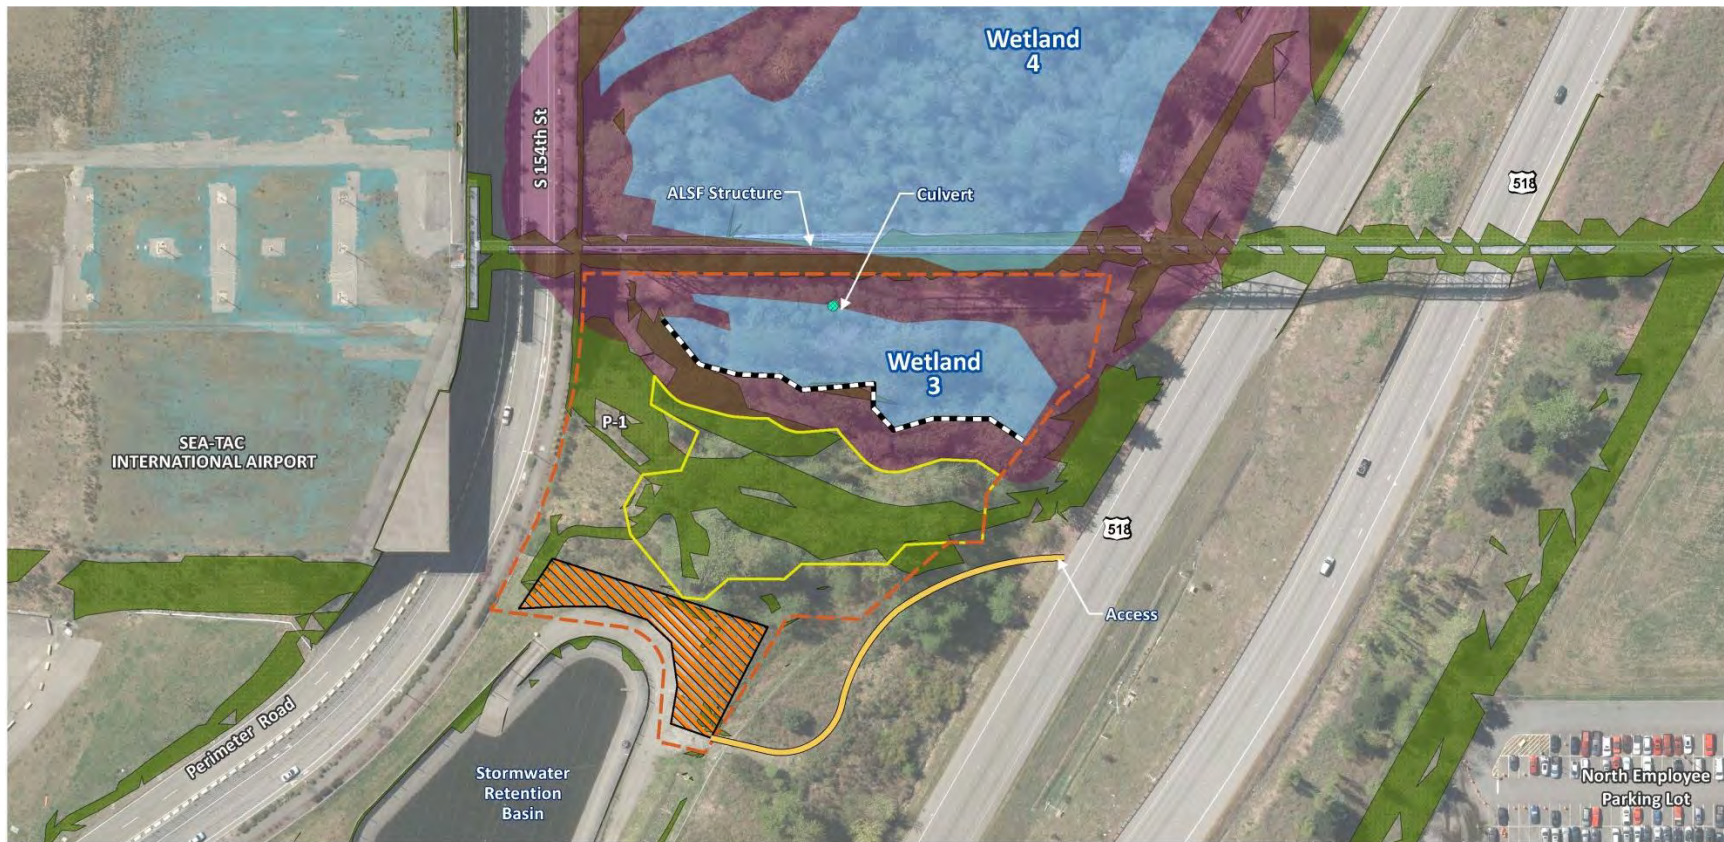 Wetland
4
S 154th St
ALSF Structure
Culvert
518
Wetland
3
P-1
SEA-TAC
INTERNATIONAL AIRPORT
518
Access
Perimeter Road
Stormwater
Retention
Basin
North Employee
Parking Lot